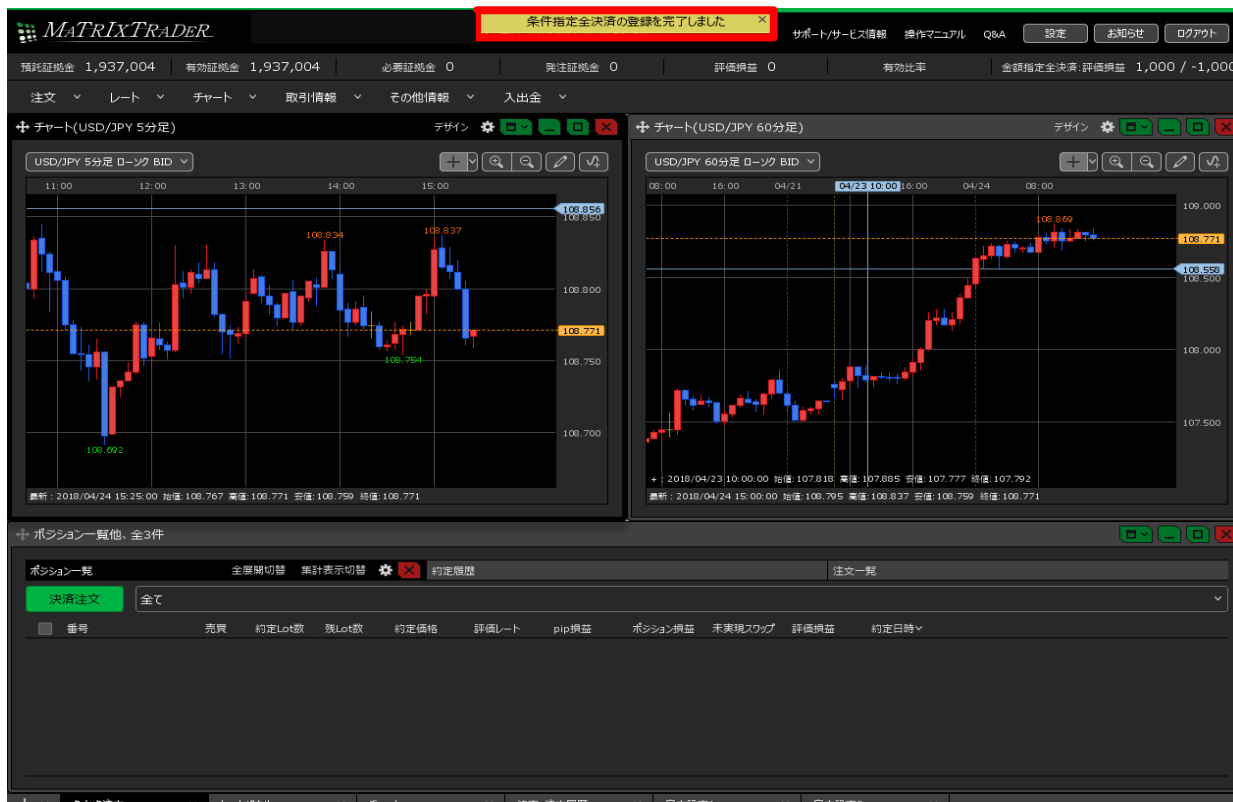 MATRIXTRADER
条件指定全決済の登録を完了しました ×
サポート/サービス情報 操作マニュアル Q&A 設定 お知らせ ログアウト
預託証拠金 1,937,004 有効証拠金 1,937,004 必要証拠金 0 発注証拠金 0 評価損益 0 有効比率 金額指定全決済:評価損益 1,000 / -1,000
注文 レート チャート 取引情報 その他情報 入出金
チャート(USD/JPY 5分足) デザイン
USD/JPY 5分足 ローソク BID
11:00 12:00 13:00 14:00 15:00
108.856
108.850
108.834
108.837
108.800
108.771
108.754
108.750
108.700
108.692
最新 : 2018/04/24 15:25:00 始値:108.767 高値:108.771 安値:108.759 終値:108.771
チャート(USD/JPY 60分足) デザイン
USD/JPY 60分足 ローソク BID
08:00 16:00 04/21 04/23 10:00 16:00 04/24 08:00
109.000
108.869
108.771
108.558
108.500
108.000
107.500
+ : 2018/04/23 10:00:00 始値:107.818 高値:107.885 安値:107.777 終値:107.792
最新 : 2018/04/24 15:00:00 始値:108.795 高値:108.837 安値:108.759 終値:108.771
ポジション一覧他、全3件
ポジション一覧 全展開切替 集計表示切替 約定履歴 注文一覧
決済注文 全て
番号 売買 約定Lot数 残Lot数 約定価格 評価レート pip損益 ポジション損益 未実現スワップ 評価損益 約定日時